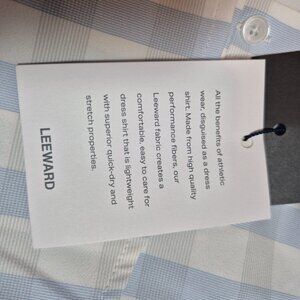 All the benefits of athletic
wear, disguised as a dress
shirt. Made from high quality
performance fibers, our
Leeward fabric creates a
comfortable, easy to care for
dress shirt that is lightweight
with superior quick-dry and
stretch properties.
LEEWARD